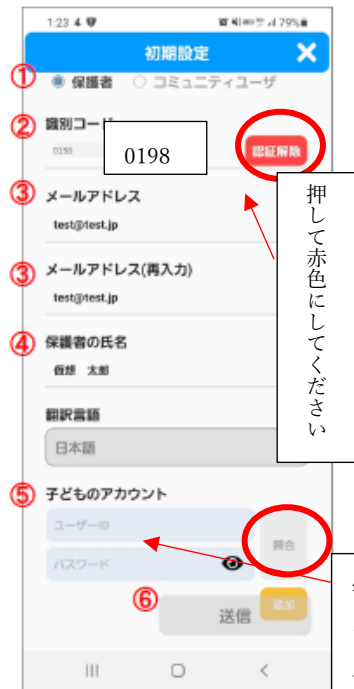 1:23
79%
初期設定
①
保護者
コミュニティユーザ
②
識別コード
0198
認証解除
③
メールアドレス
test@test.jp
押して赤色にしてください
③
メールアドレス(再入力)
test@test.jp
④
保護者の氏名
仮想 太郎
翻訳言語
日本語
⑤
子どものアカウント
ユーザーID
照合
パスワード
⑥
送信
追加